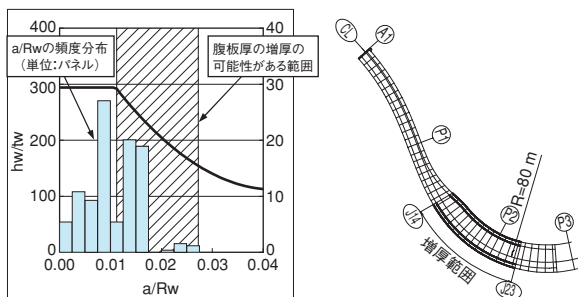 400
300
200
100
0
hw/tw
40
30
20
10
0
0.00
0.01
0.02
0.03
0.04
a/Rw
a/Rwの頻度分布
(単位:パネル)
腹板厚の増厚の
可能性がある範囲
CL
A1
P1
R=80 m
J14
P2
P3
増厚範囲
J23